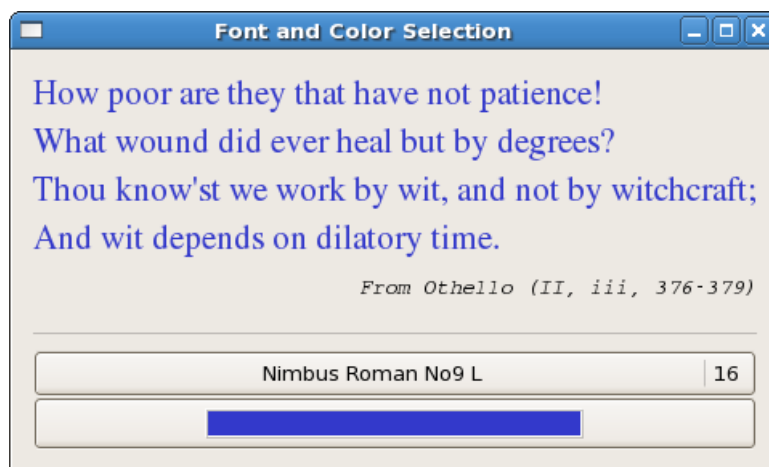 Font and Color Selection
How poor are they that have not patience!
What wound did ever heal but by degrees?
Thou know'st we work by wit, and not by witchcraft;
And wit depends on dilatory time.
From Othello (II, iii, 376-379)
Nimbus Roman No9 L 16